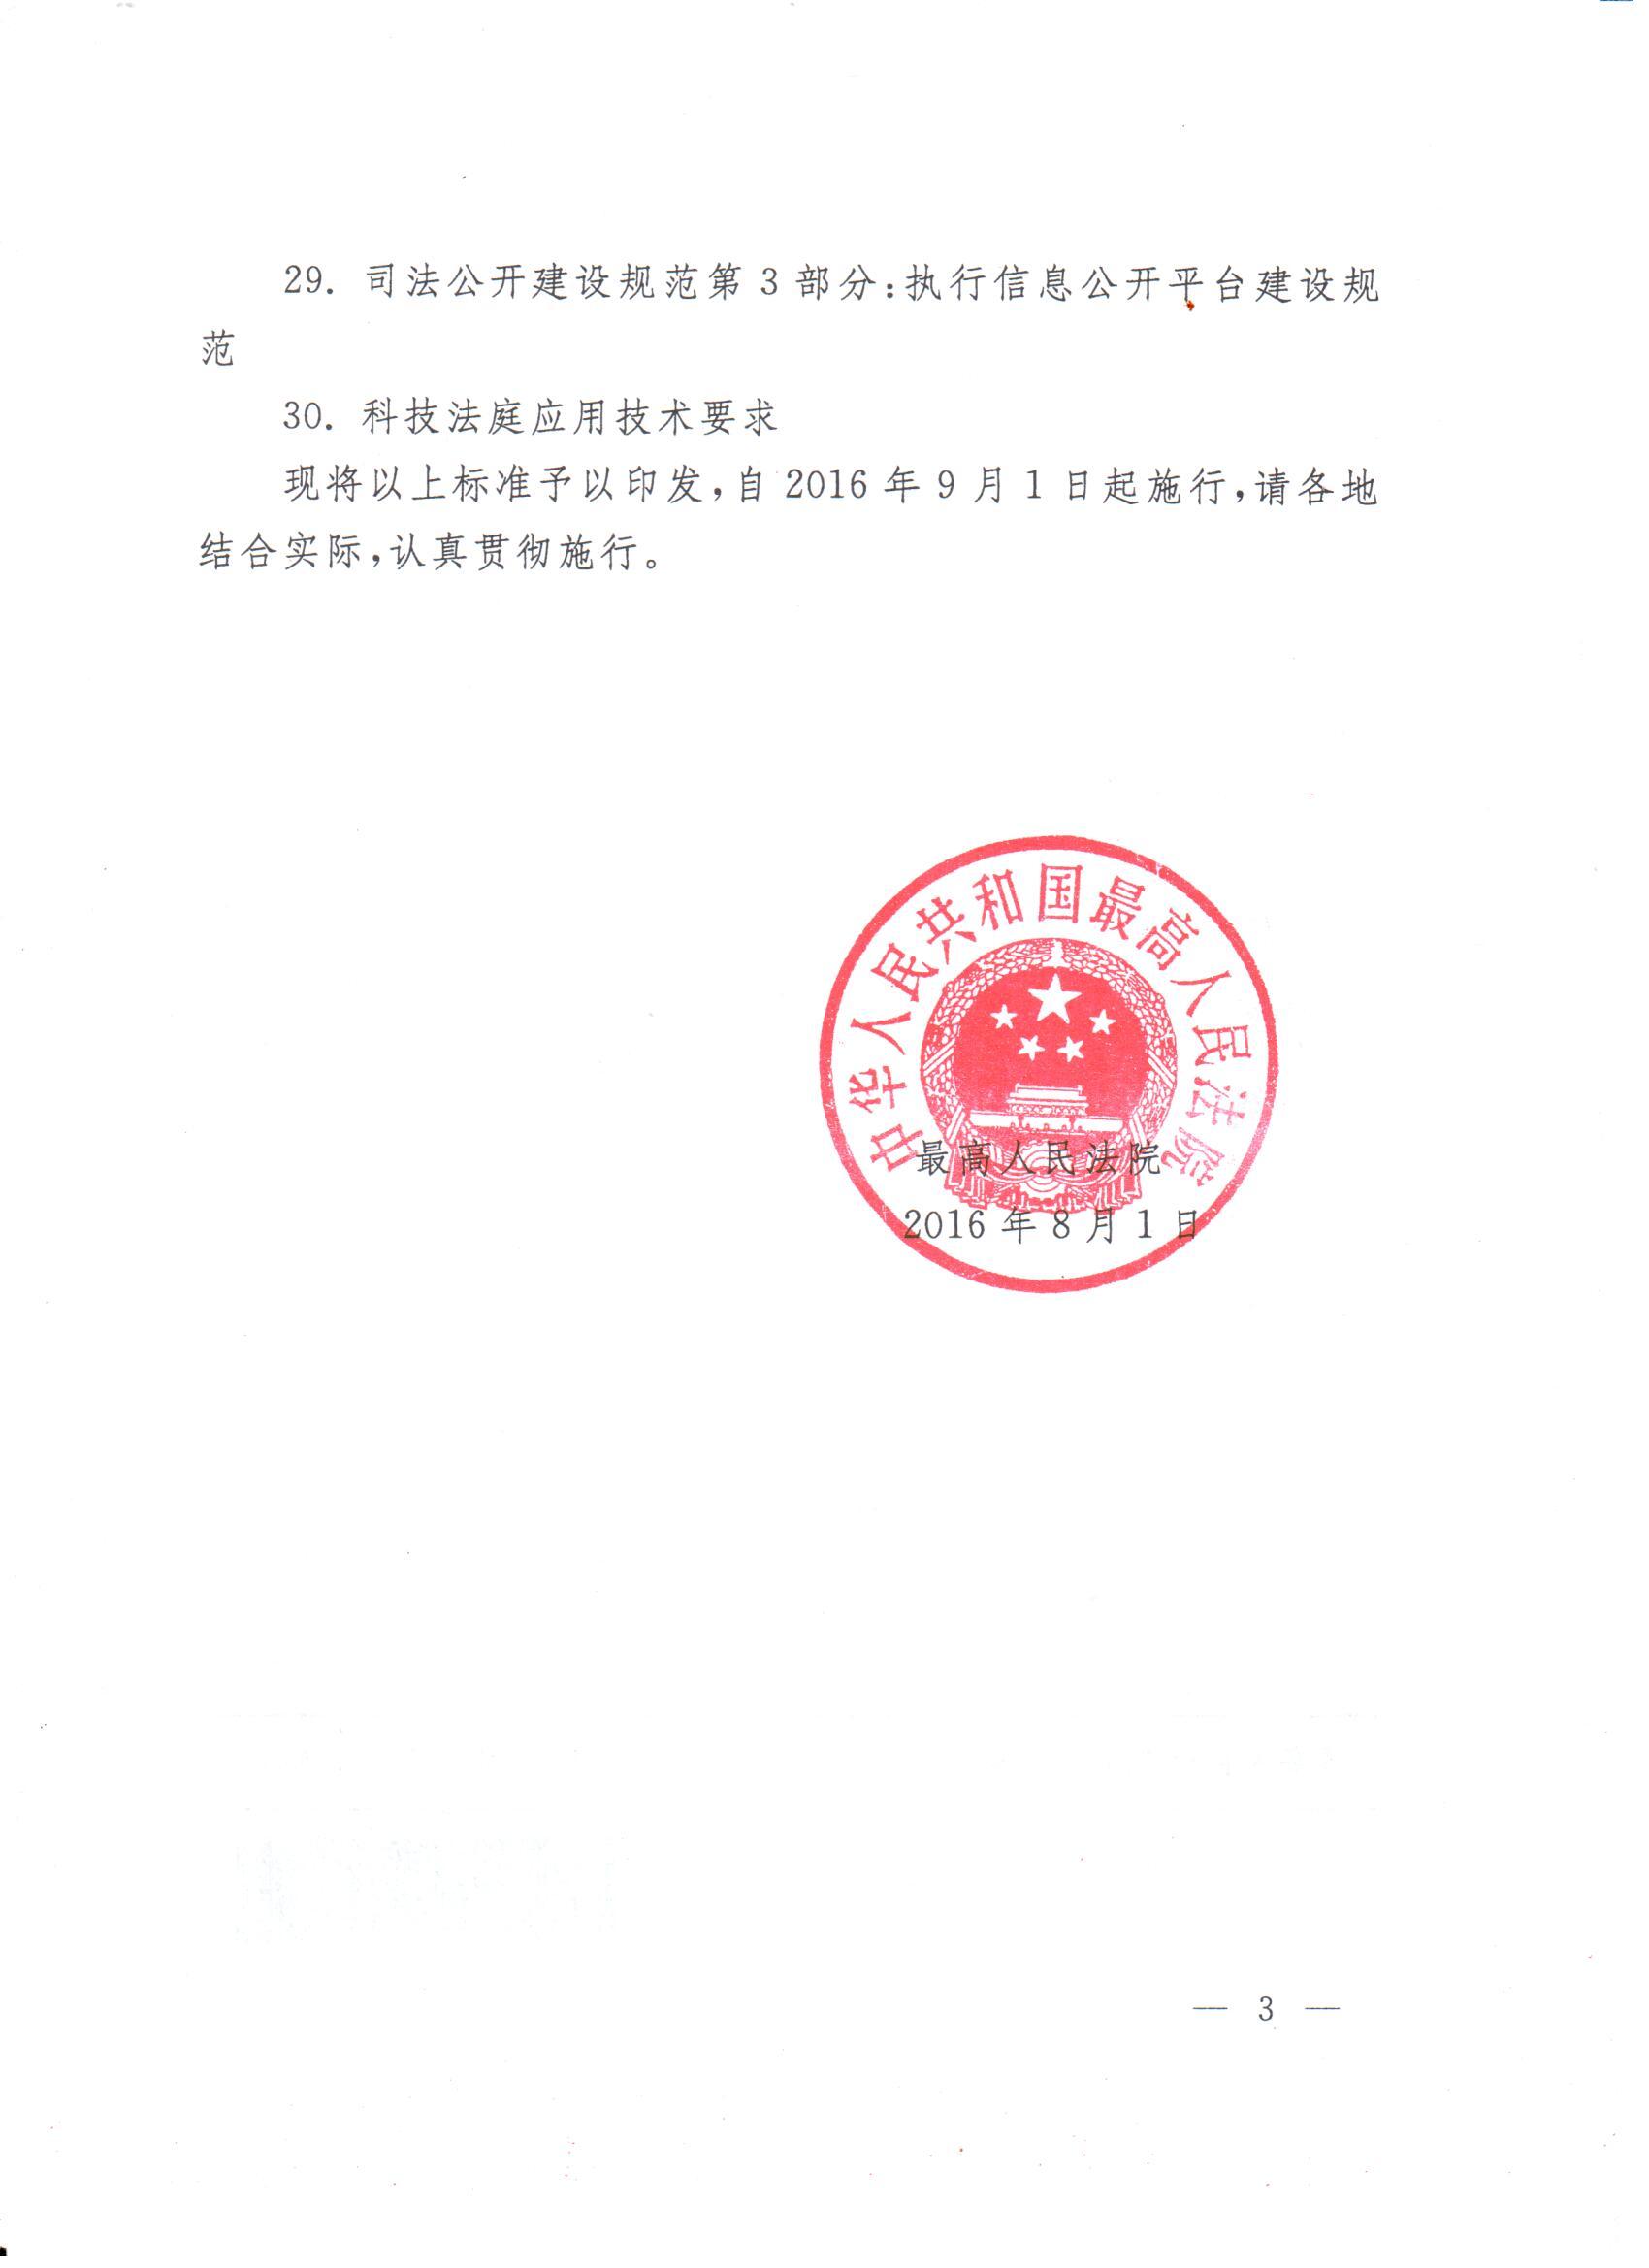 29. 司法公开建设规范第 3 部分:执行信息公开平台建设规
范
30. 科技法庭应用技术要求
现将以上标准予以印发,自 2016 年 9 月 1 日起施行,请各地
结合实际,认真贯彻施行。
中华人民共和国最高人民法院
最高人民法院
2016 年 8 月 1 日
— 3 —